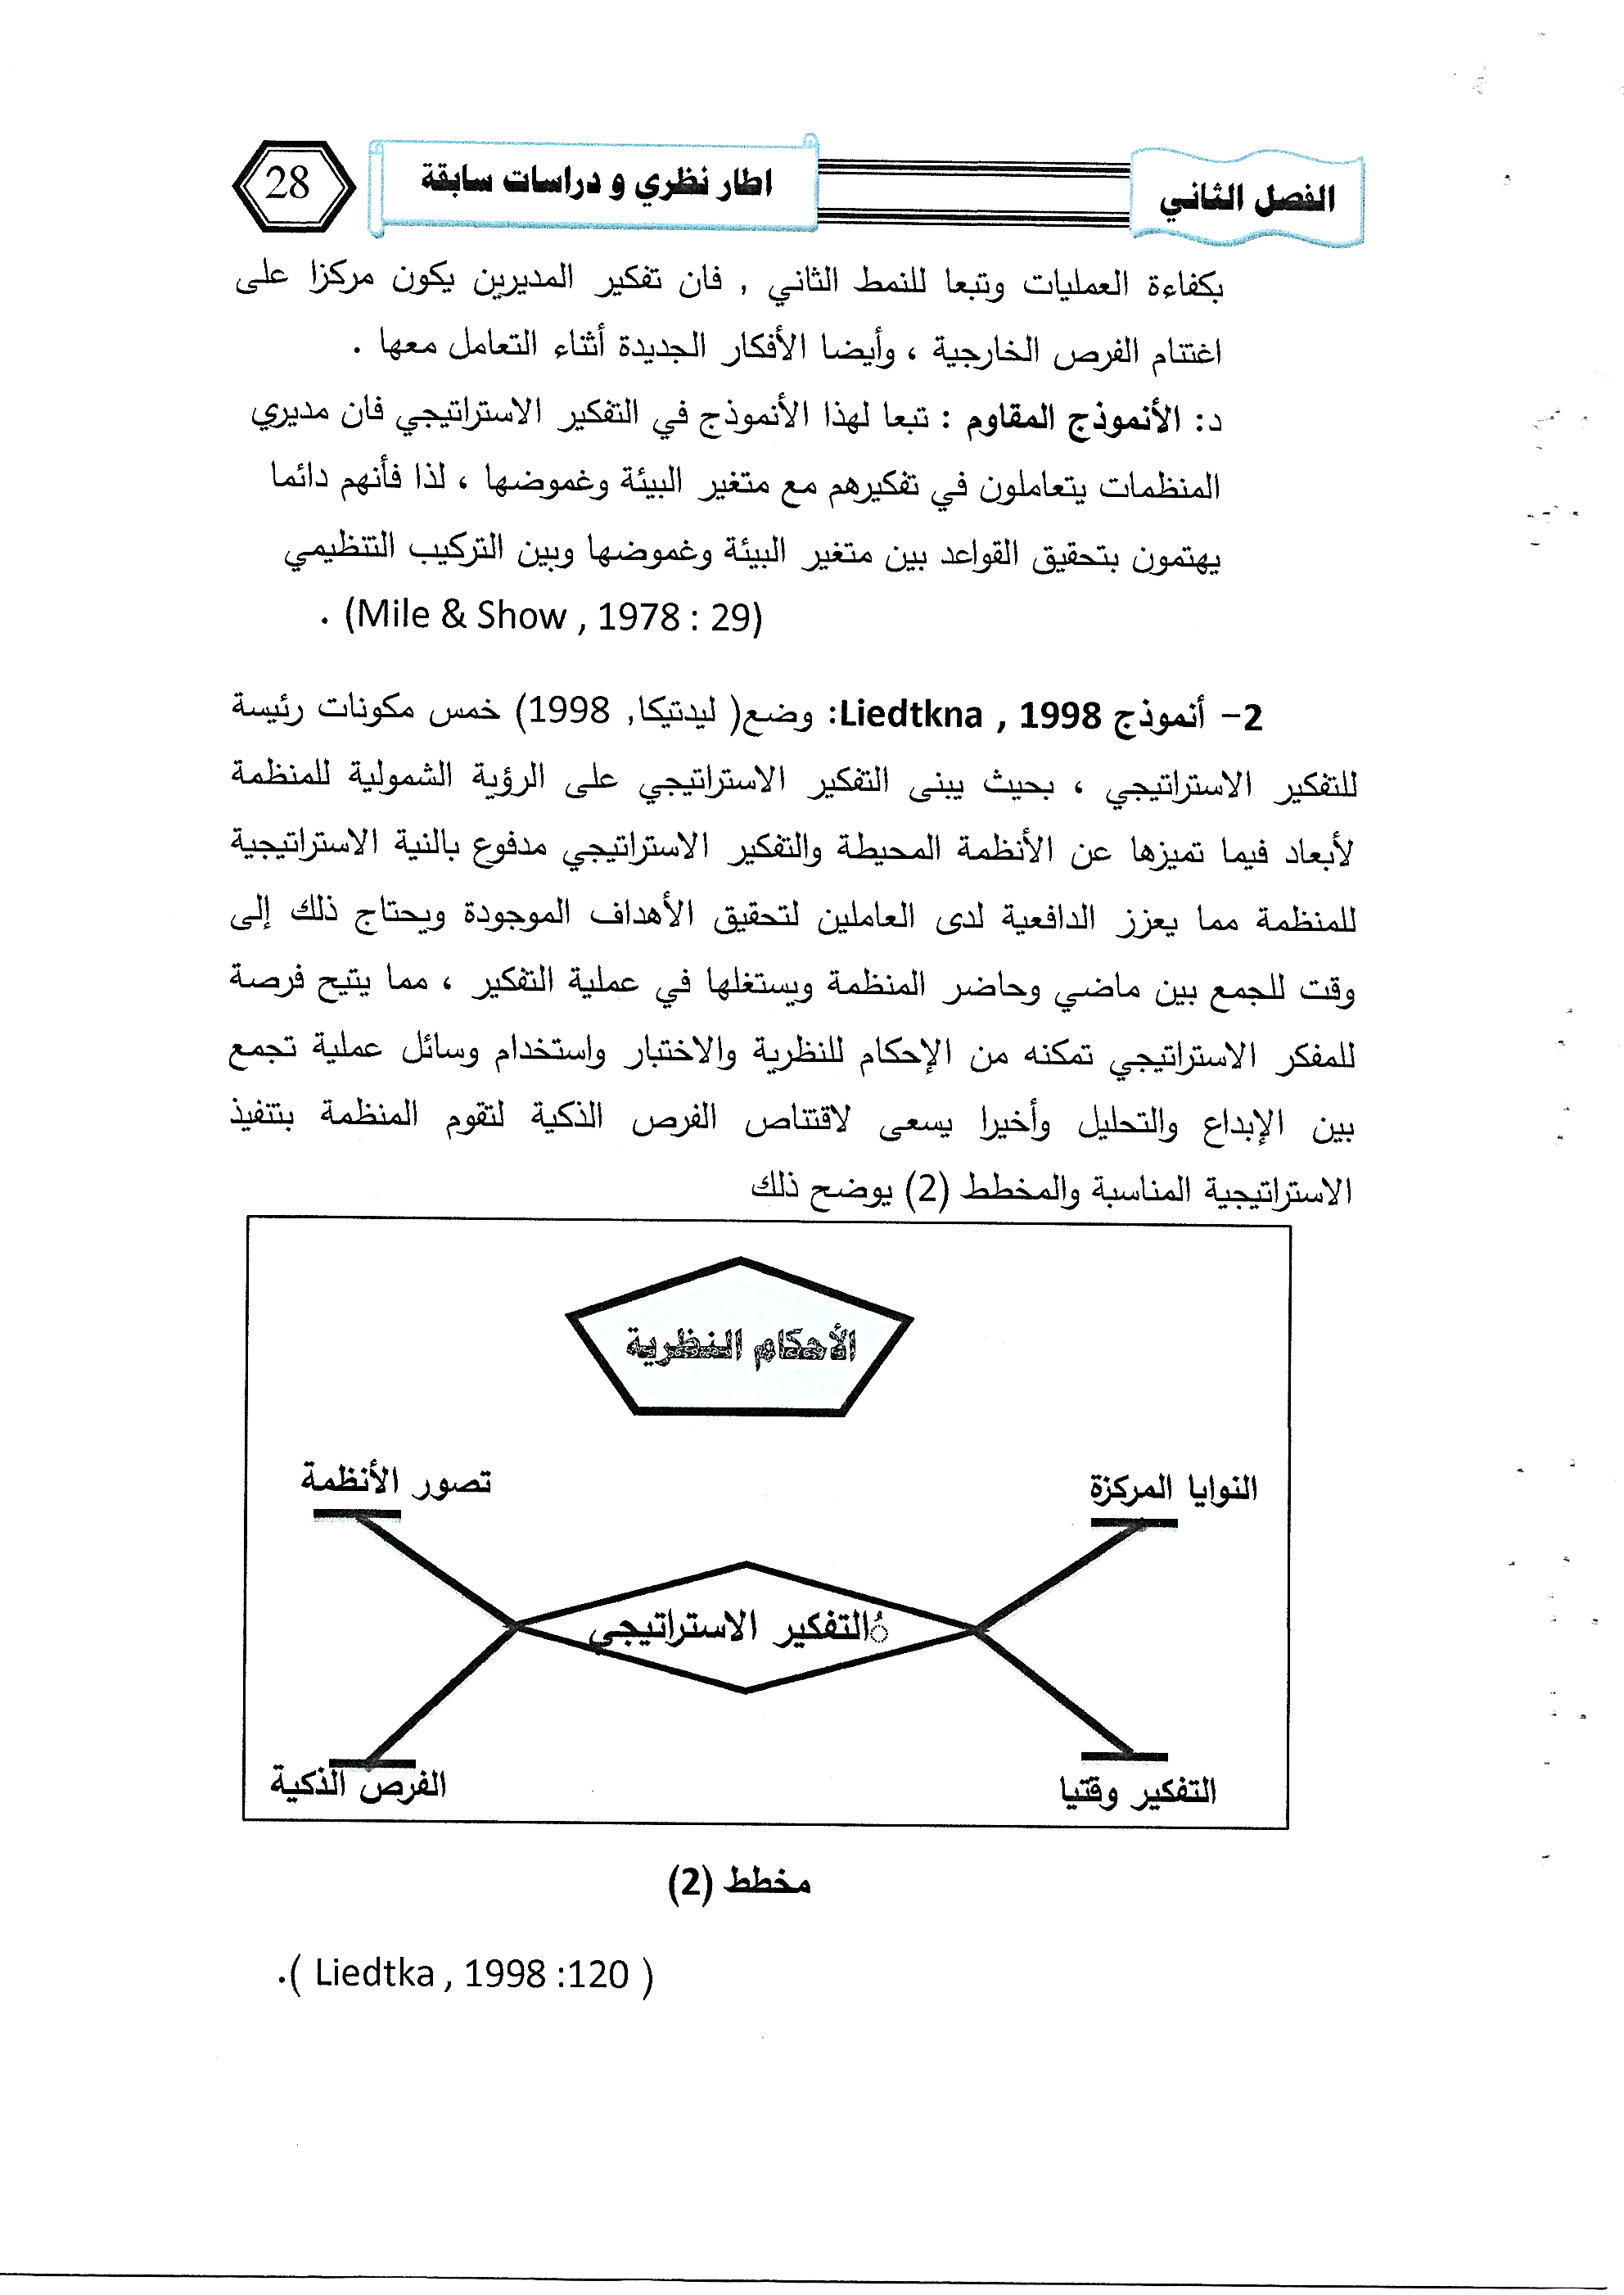 الفصل الثاني
اطار نظري و دراسات سابقة
28
بكفاءة العمليات وتبعا للنمط الثاني , فان تفكير المديرين يكون مركزا على
اغتنام الفرص الخارجية ، وأيضا الأفكار الجديدة أثناء التعامل معها .
د: الأنموذج المقاوم : تبعا لهذا الأنموذج في التفكير الاستراتيجي فان مديري
المنظمات يتعاملون في تفكيرهم مع متغير البيئة وغموضها ، لذا فأنهم دائما
يهتمون بتحقيق القواعد بين متغير البيئة وغموضها وبين التركيب التنظيمي
(Mile & Show , 1978 : 29) .
2- أنموذج Liedtkna , 1998: وضع( ليدتيكا, 1998) خمس مكونات رئيسة
للتفكير الاستراتيجي ، بحيث يبنى التفكير الاستراتيجي على الرؤية الشمولية للمنظمة
لأبعاد فيما تميزها عن الأنظمة المحيطة والتفكير الاستراتيجي مدفوع بالنية الاستراتيجية
للمنظمة مما يعزز الدافعية لدى العاملين لتحقيق الأهداف الموجودة ويحتاج ذلك إلى
وقت للجمع بين ماضي وحاضر المنظمة ويستغلها في عملية التفكير ، مما يتيح فرصة
للمفكر الاستراتيجي تمكنه من الإحكام للنظرية والاختبار واستخدام وسائل عملية تجمع
بين الإبداع والتحليل وأخيرا يسعى لاقتناص الفرص الذكية لتقوم المنظمة بتنفيذ
الاستراتيجية المناسبة والمخطط (2) يوضح ذلك
الأحكام النظرية
النوايا المركزة
تصور الأنظمة
ُالتفكير الاستراتيجي
التفكير وقتيا
الفرص الذكية
مخطط (2)
( Liedtka , 1998 :120 ).